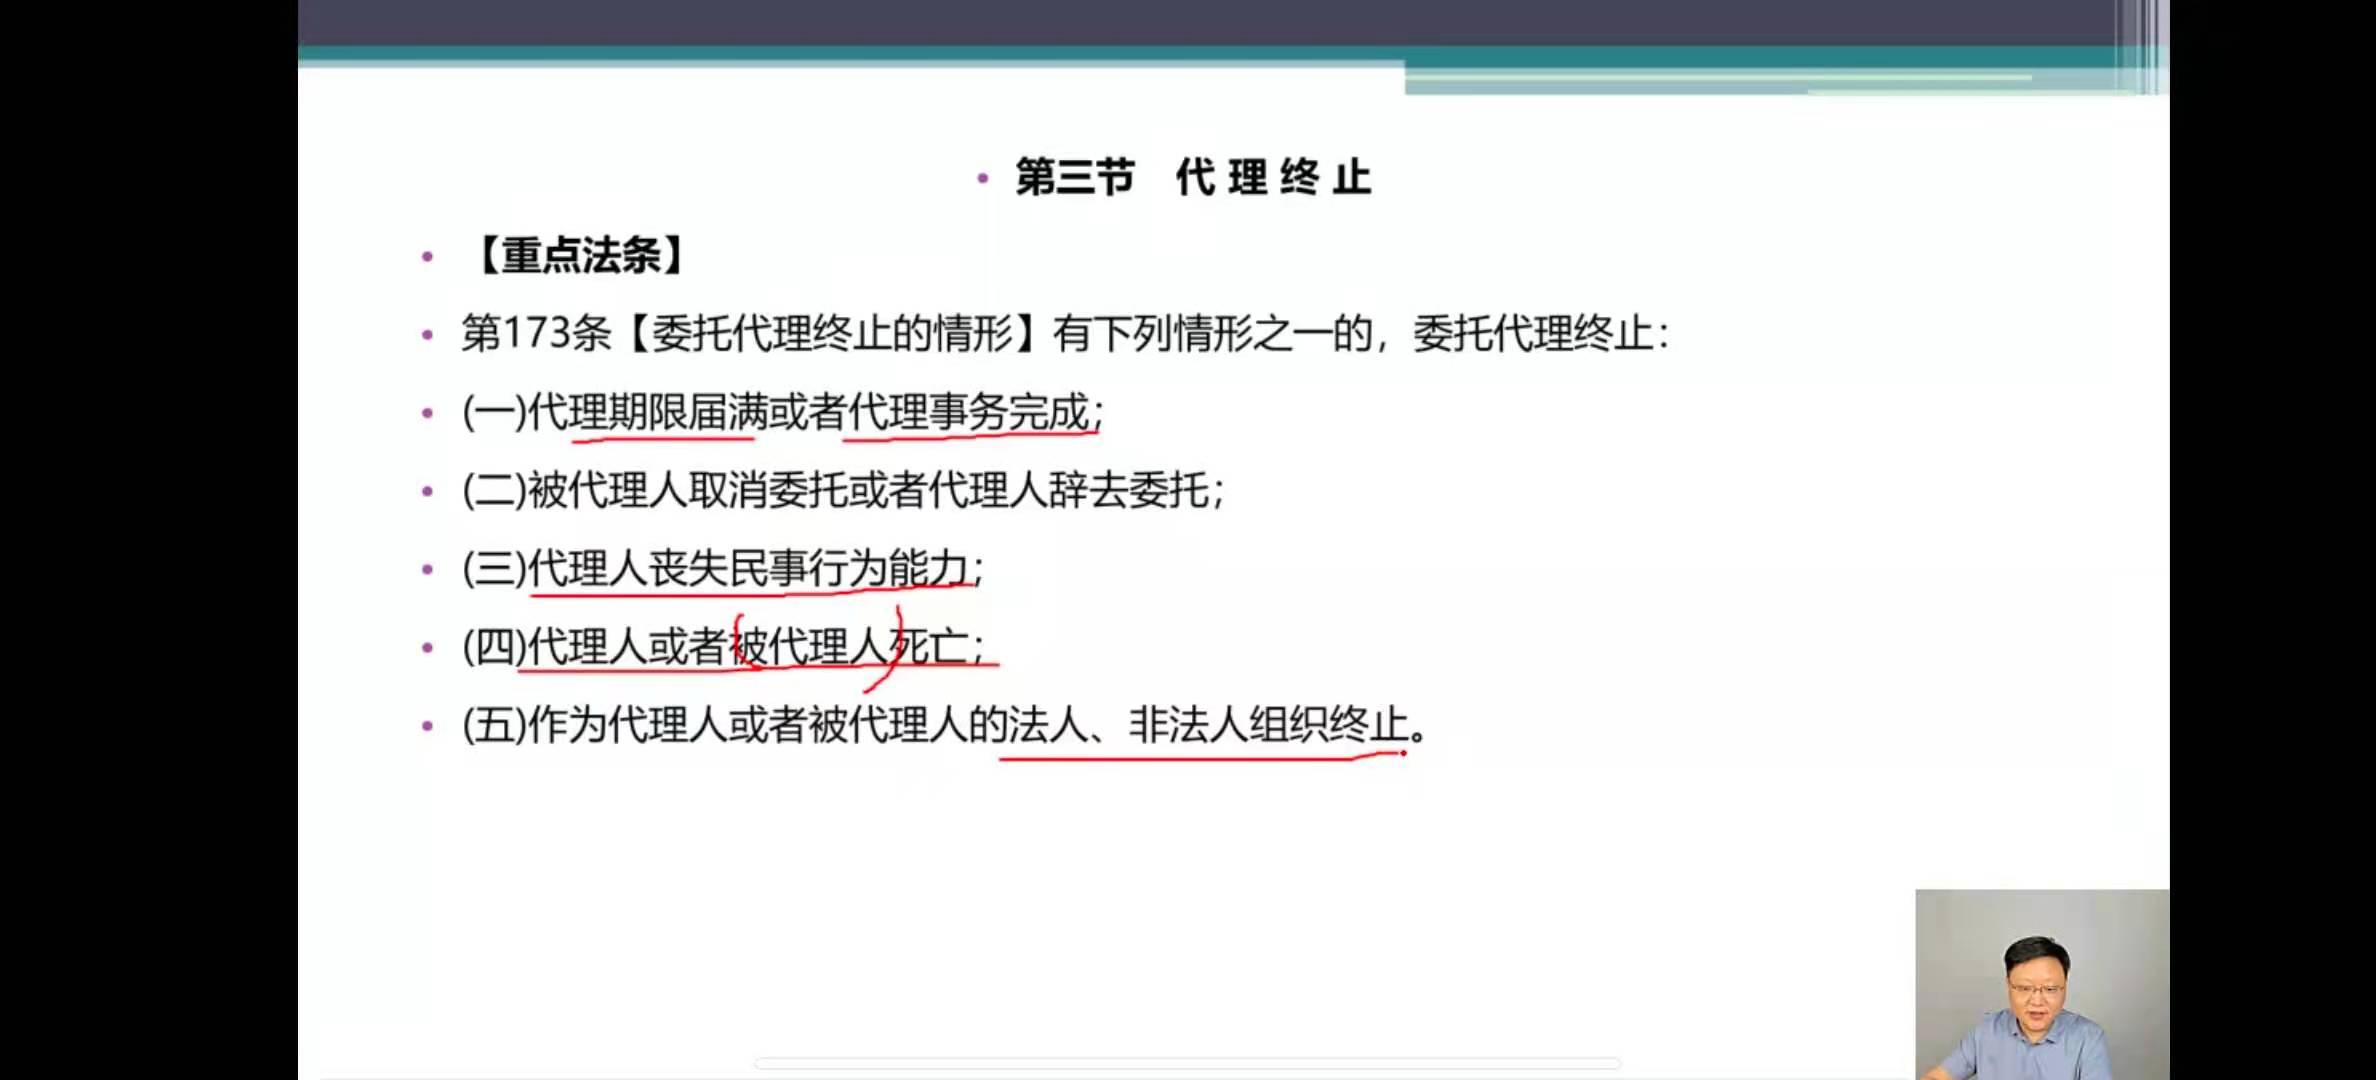 第三节 代 理 终 止
【重点法条】
第173条【委托代理终止的情形】有下列情形之一的，委托代理终止：
(一)代理期限届满或者代理事务完成；
(二)被代理人取消委托或者代理人辞去委托；
(三)代理人丧失民事行为能力；
(四)代理人或者被代理人死亡；
(五)作为代理人或者被代理人的法人、非法人组织终止。